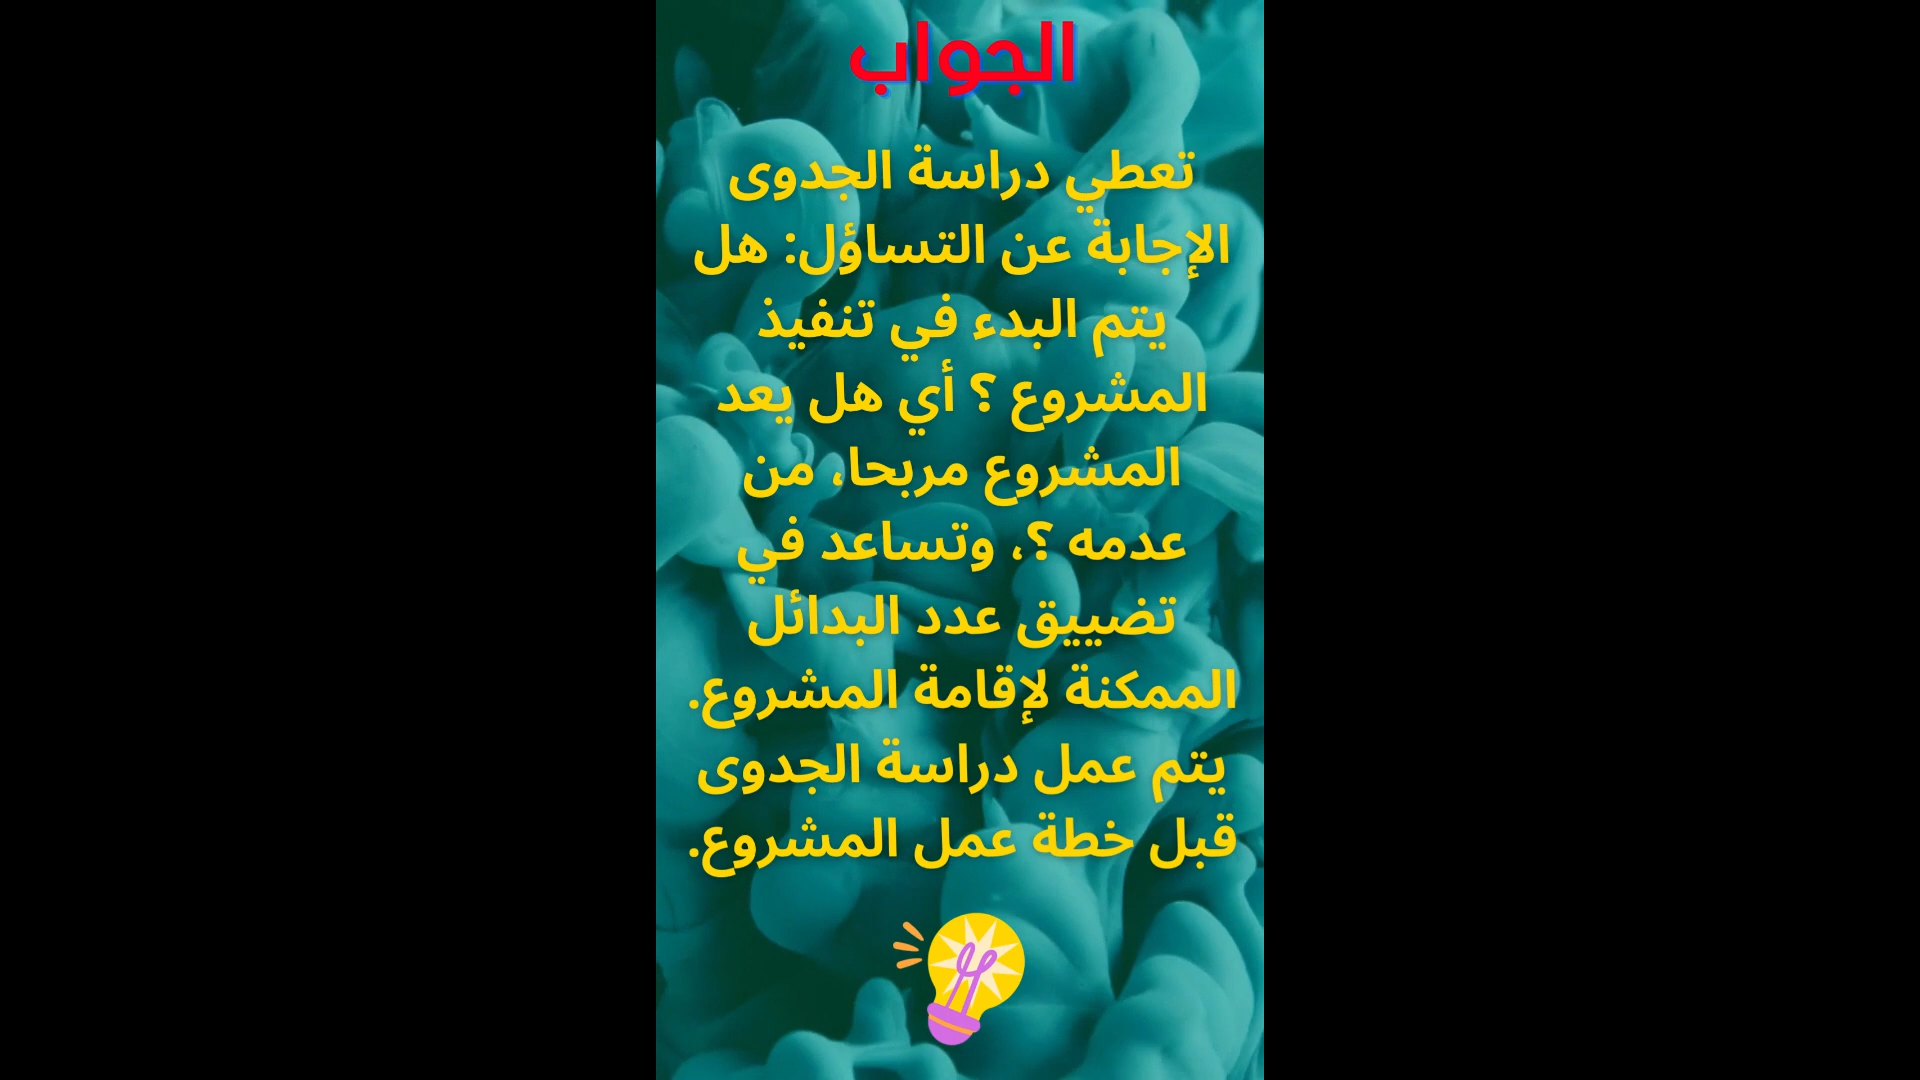 الجواب
تعطي دراسة الجدوى
الإجابة عن التساؤل: هل
يتم البدء في تنفيذ
المشروع ؟ أي هل يعد
المشروع مربحا، من
عدمه ؟، وتساعد في
تضييق عدد البدائل
الممكنة لإقامة المشروع.
يتم عمل دراسة الجدوى
قبل خطة عمل المشروع.